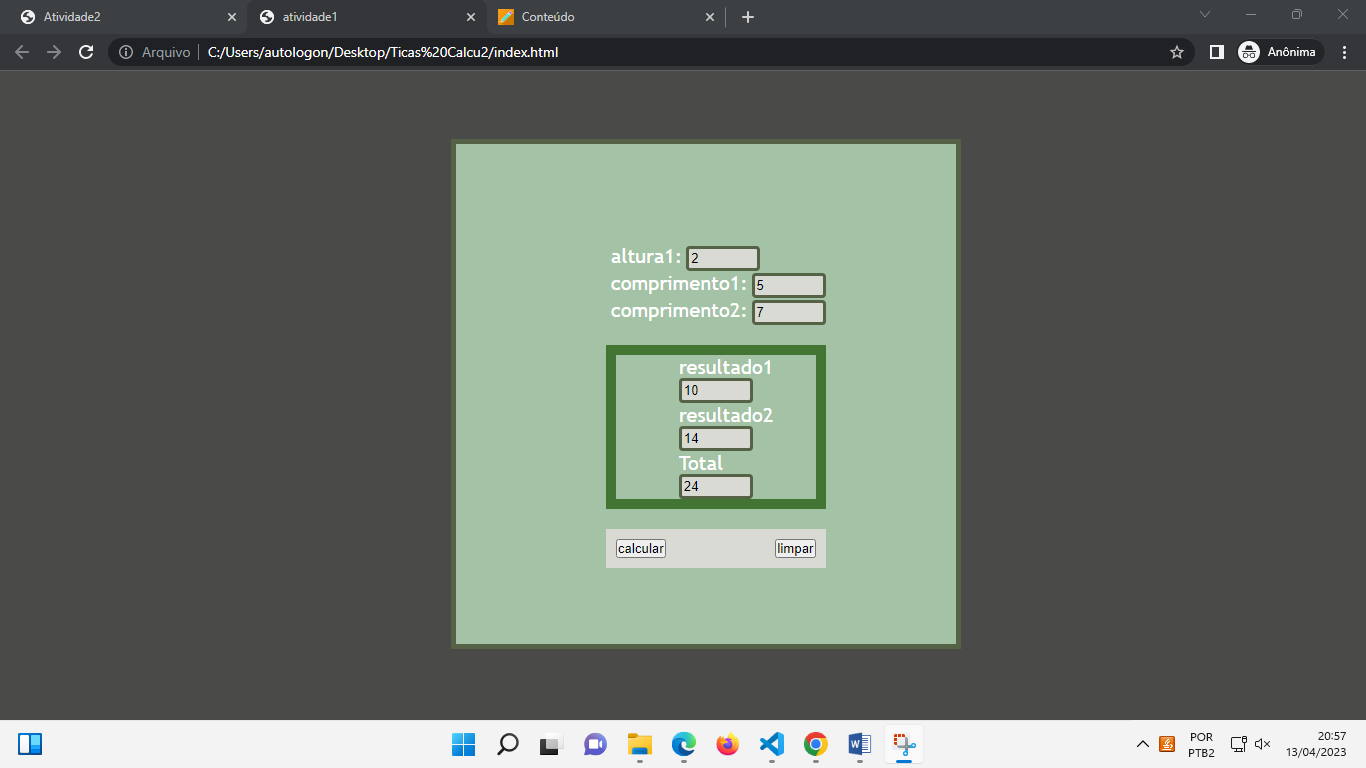 Atividade2
atividade1
Conteúdo
Arquivo
C:/Users/autologon/Desktop/Ticas%20Calcu2/index.html
Anônima
altura1: 2
comprimento1: 5
comprimento2: 7
resultado1
10
resultado2
14
Total
24
calcular limpar
POR
PTB2
20:57
13/04/2023